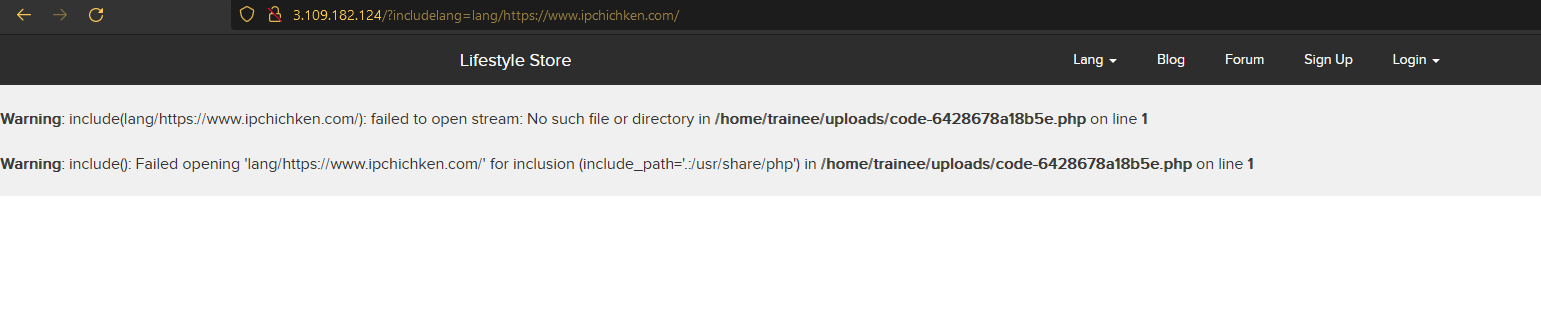 3.109.182.124/?includelang=lang/https://www.ipchichken.com/
Lifestyle Store
Lang
Blog
Forum
Sign Up
Login
Warning: include(lang/https://www.ipchichken.com/): failed to open stream: No such file or directory in /home/trainee/uploads/code-6428678a18b5e.php on line 1
Warning: include(): Failed opening 'lang/https://www.ipchichken.com/' for inclusion (include_path='.:/usr/share/php') in /home/trainee/uploads/code-6428678a18b5e.php on line 1